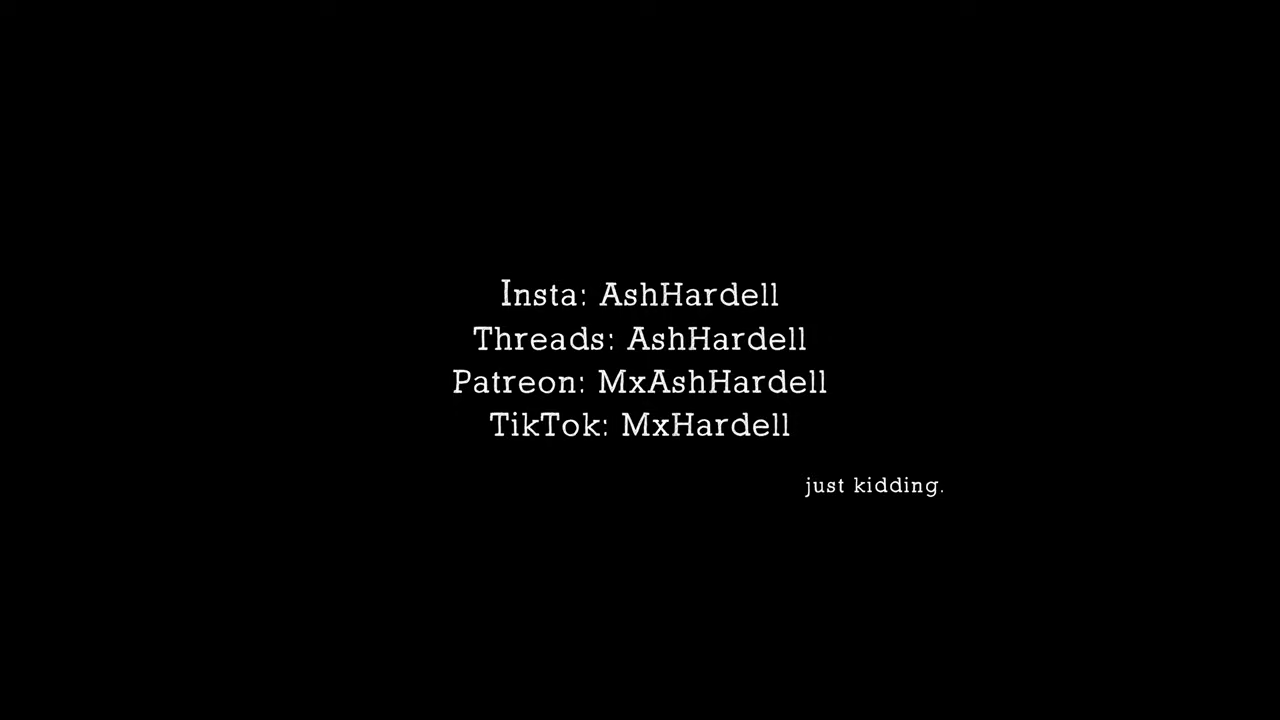 Insta: AshHardell
Threads: AshHardell
Patreon: MxAshHardell
TikTok: MxHardell
just kidding.